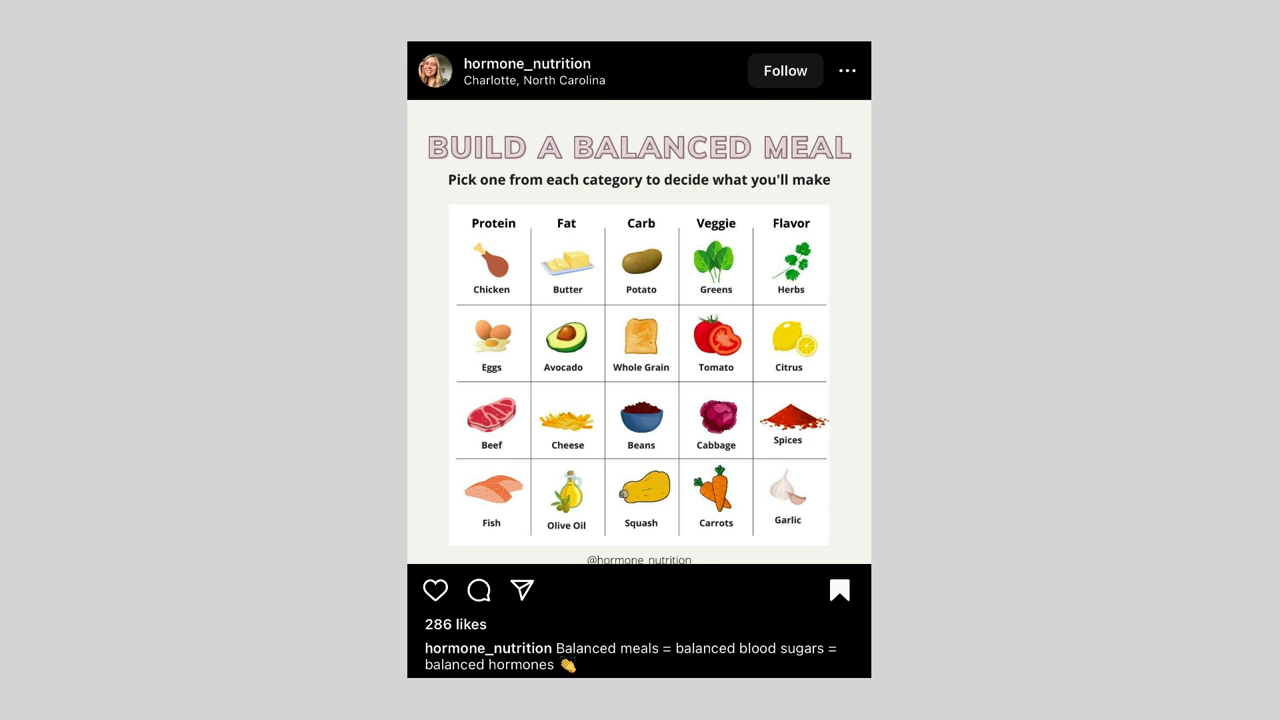 hormone_nutrition
Charlotte, North Carolina
Follow
BUILD A BALANCED MEAL
Pick one from each category to decide what you'll make
Protein Fat Carb Veggie Flavor
Chicken Butter Potato Greens Herbs
Eggs Avocado Whole Grain Tomato Citrus
Beef Cheese Beans Cabbage Spices
Fish Olive Oil Squash Carrots Garlic
@hormone_nutrition
286 likes
hormone_nutrition Balanced meals = balanced blood sugars =
balanced hormones 👏